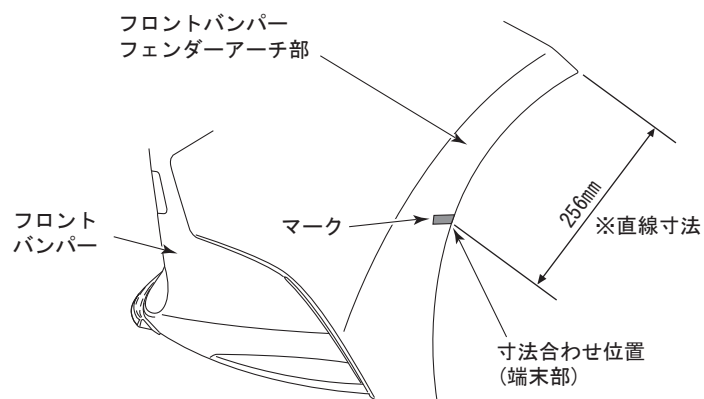 フロントバンパー
フェンダーアーチ部
フロント
バンパー
マーク
256mm
※直線寸法
寸法合わせ位置
(端末部)